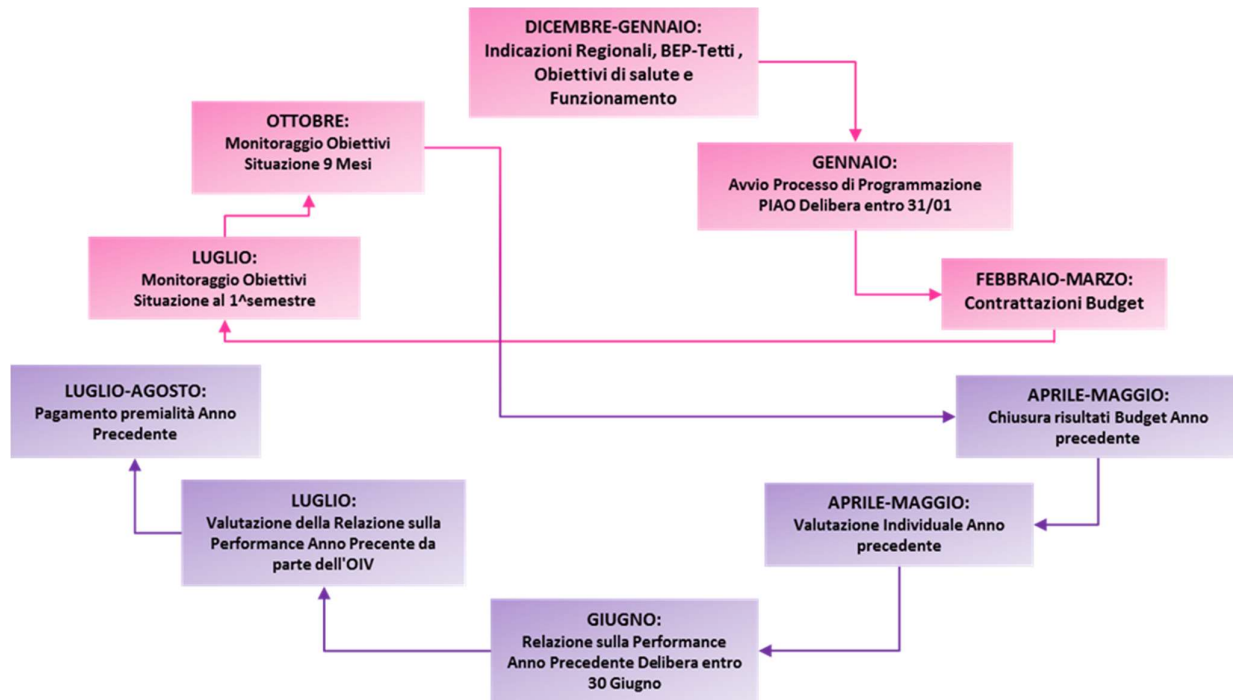 DICEMBRE-GENNAIO:
Indicazioni Regionali, BEP-Tetti ,
Obiettivi di salute e
Funzionamento
GENNAIO:
Avvio Processo di Programmazione
PIAO Delibera entro 31/01
FEBBRAIO-MARZO:
Contrattazioni Budget
LUGLIO:
Monitoraggio Obiettivi
Situazione al 1^semestre
OTTOBRE:
Monitoraggio Obiettivi
Situazione 9 Mesi
APRILE-MAGGIO:
Chiusura risultati Budget Anno
precedente
APRILE-MAGGIO:
Valutazione Individuale Anno
precedente
GIUGNO:
Relazione sulla Performance
Anno Precedente Delibera entro
30 Giugno
LUGLIO:
Valutazione della Relazione sulla
Performance Anno Precente da
parte dell'OIV
LUGLIO-AGOSTO:
Pagamento premialità Anno
Precedente